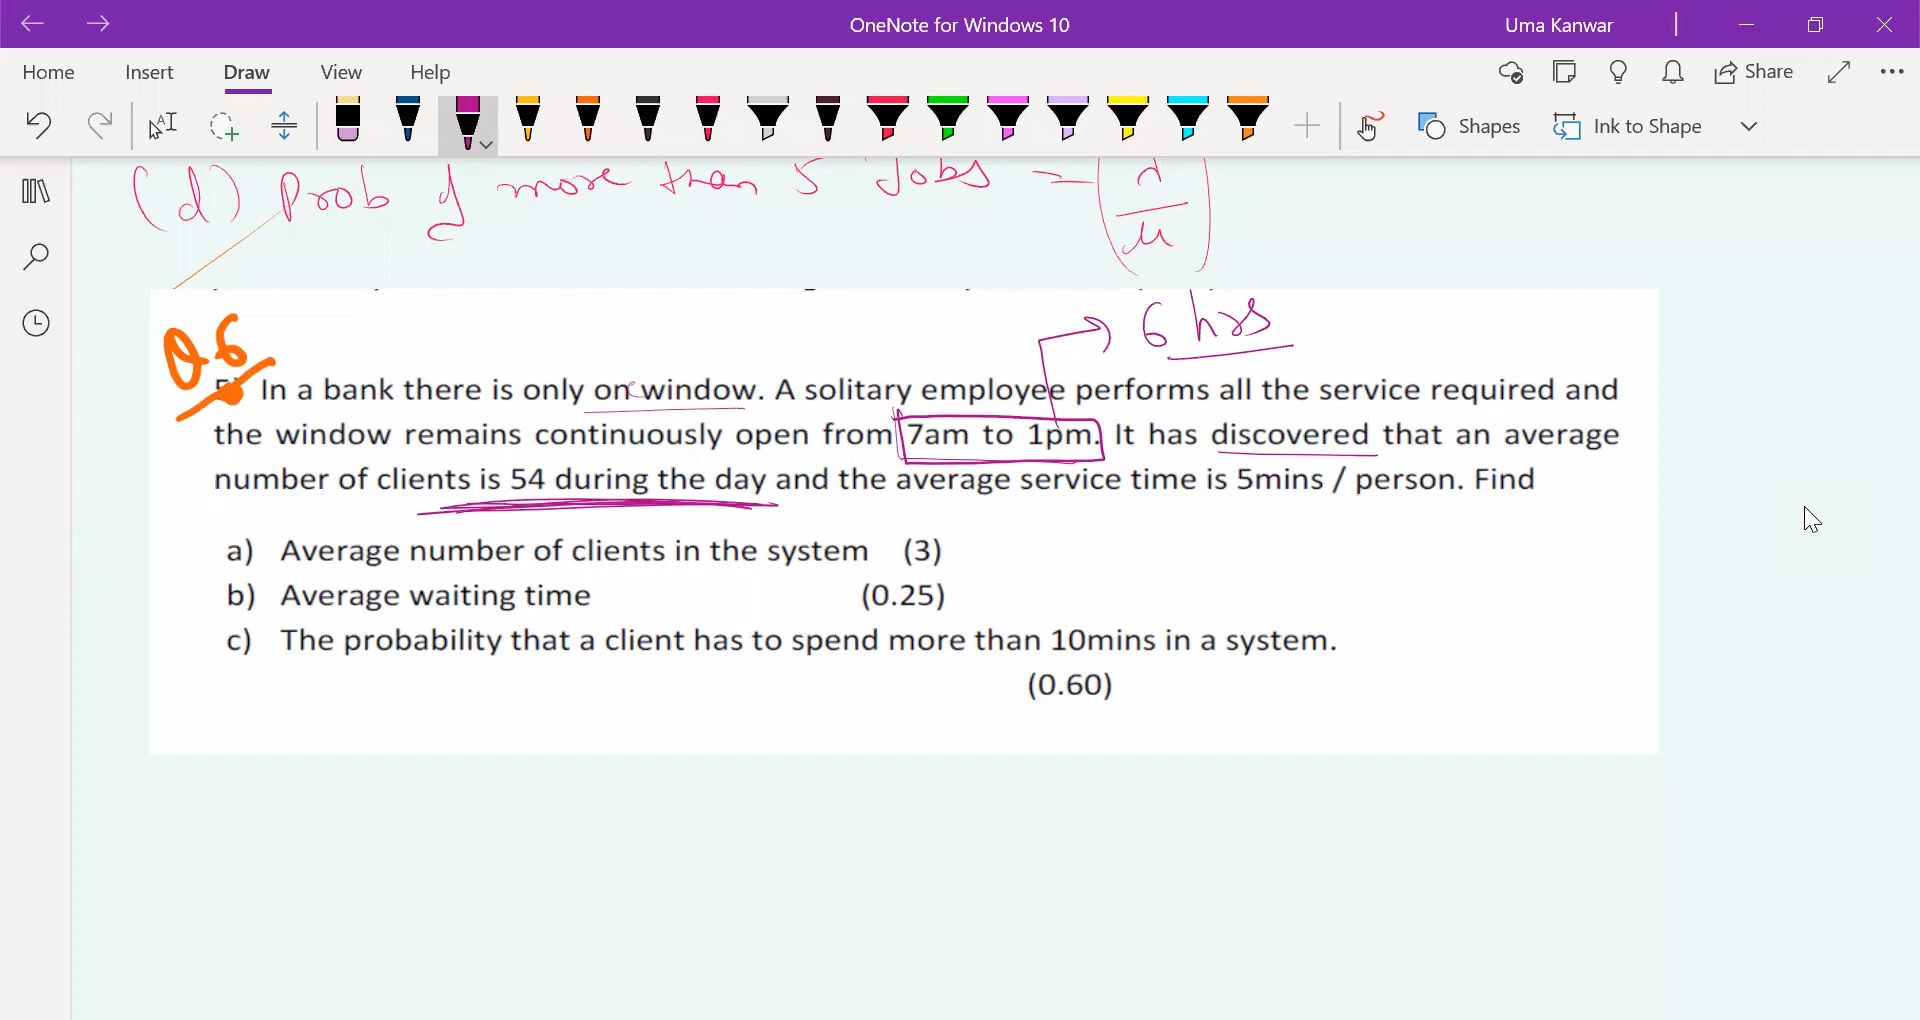 OneNote for Windows 10
Uma Kanwar
Home Insert Draw View Help
Share
Shapes
Ink to Shape
(d) Prob of more than 5 Jobs = (λ/μ)
6 hrs
Q.6
In a bank there is only one window. A solitary employee performs all the service required and
the window remains continuously open from 7am to 1pm. It has discovered that an average
number of clients is 54 during the day and the average service time is 5mins / person. Find
a) Average number of clients in the system (3)
b) Average waiting time (0.25)
c) The probability that a client has to spend more than 10mins in a system.
(0.60)